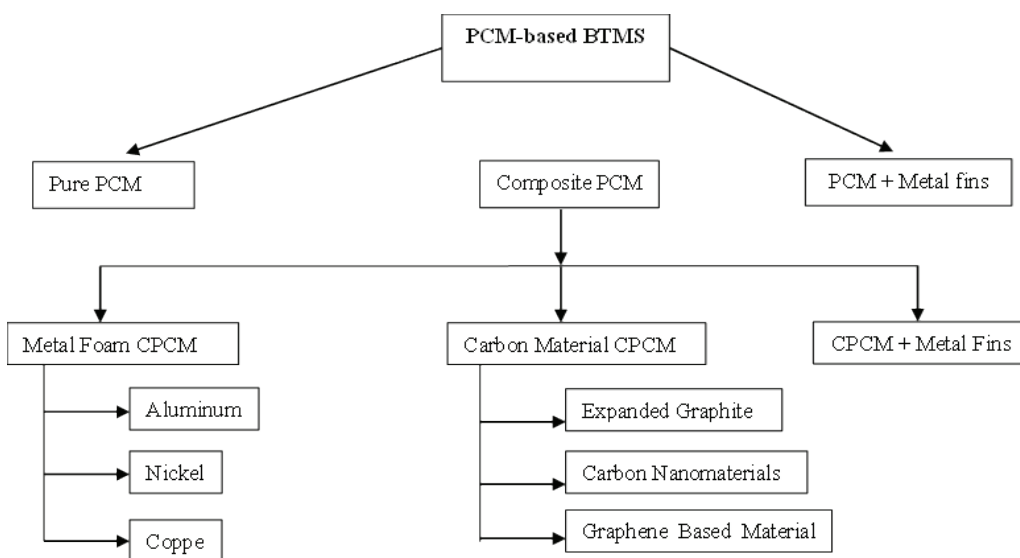 PCM-based BTMS
Pure PCM
Composite PCM
PCM + Metal fins
Metal Foam CPCM
Carbon Material CPCM
CPCM + Metal Fins
Aluminum
Nickel
Coppe
Expanded Graphite
Carbon Nanomaterials
Graphene Based Material